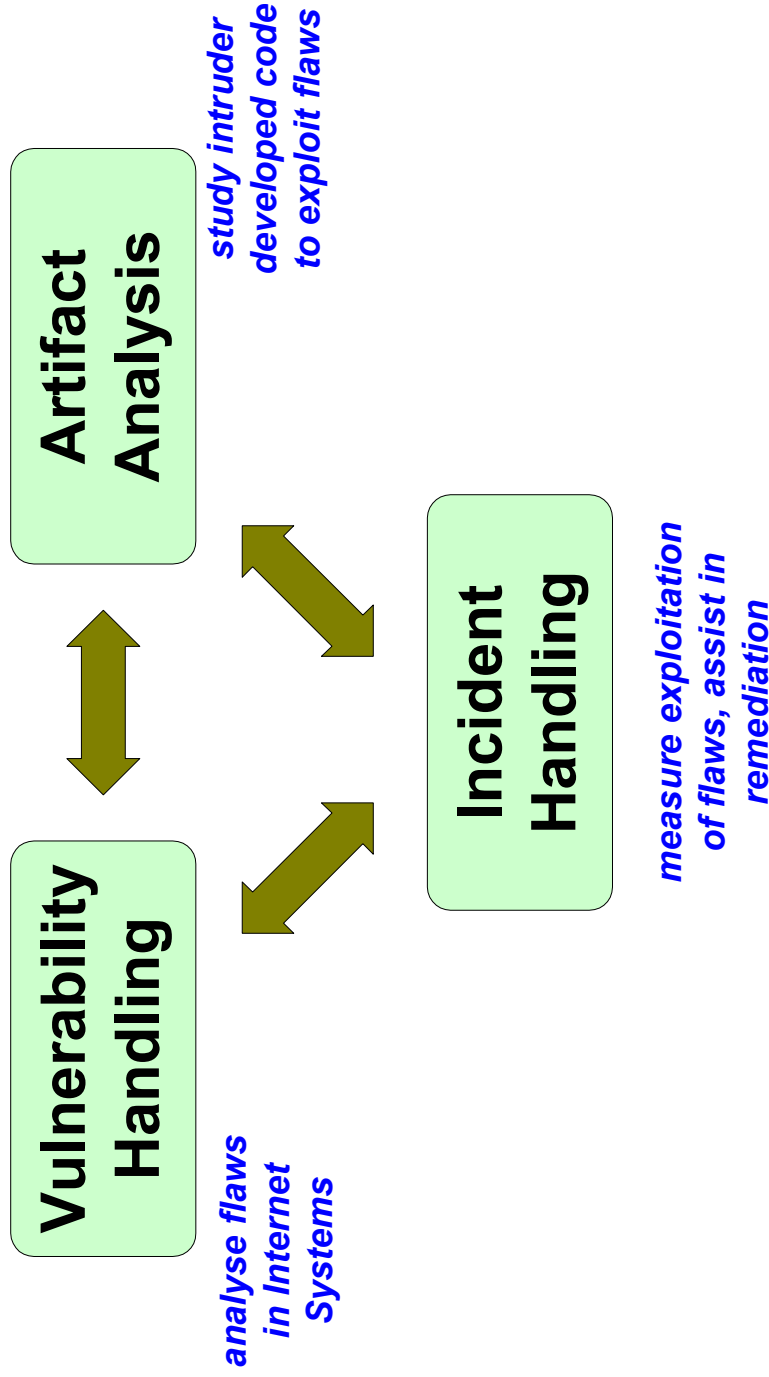 Vulnerability
Handling
Artifact
Analysis
analyse flaws
in Internet
Systems
study intruder
developed code
to exploit flaws
Incident
Handling
measure exploitation
of flaws, assist in
remediation